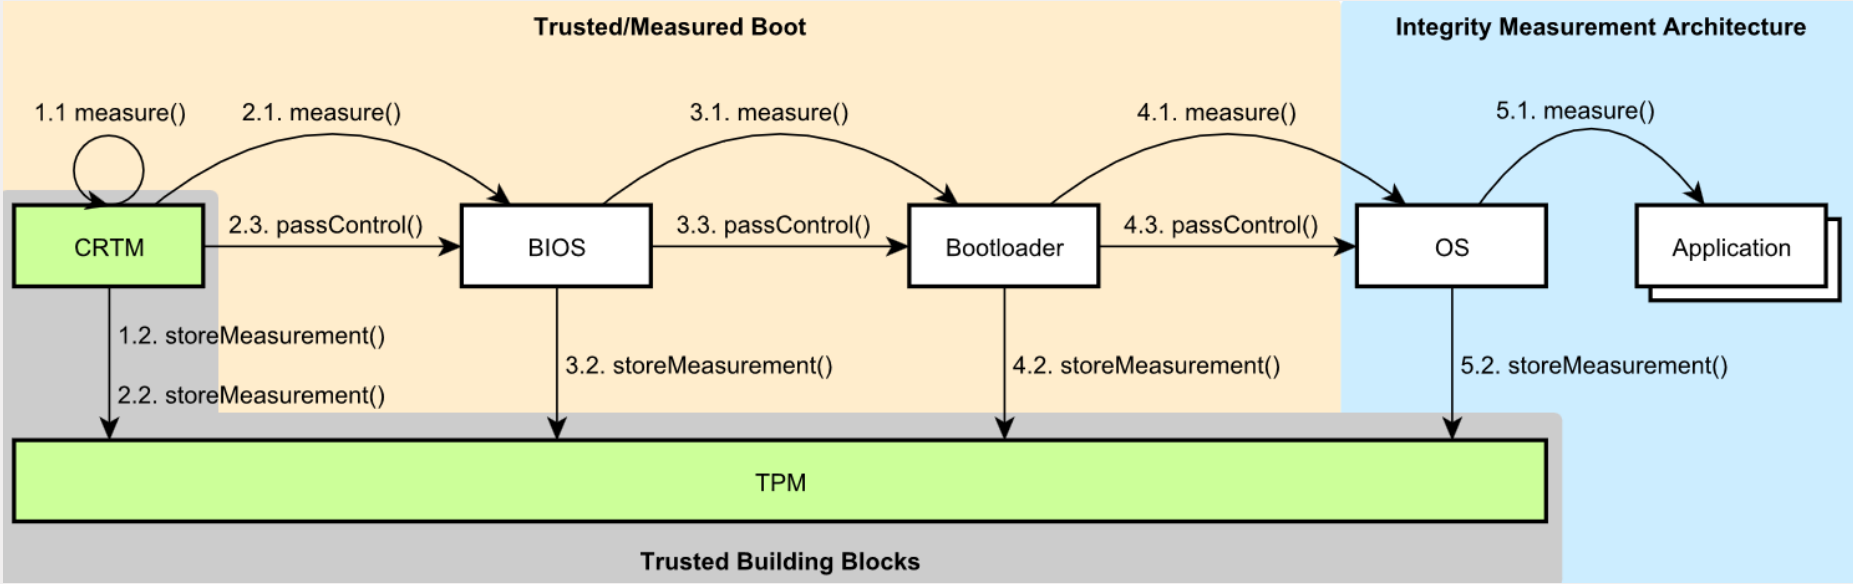 Trusted/Measured Boot
Integrity Measurement Architecture
1.1 measure()
2.1. measure()
3.1. measure()
4.1. measure()
5.1. measure()
CRTM
2.3. passControl()
BIOS
3.3. passControl()
Bootloader
4.3. passControl()
OS
Application
1.2. storeMeasurement()
2.2. storeMeasurement()
3.2. storeMeasurement()
4.2. storeMeasurement()
5.2. storeMeasurement()
TPM
Trusted Building Blocks